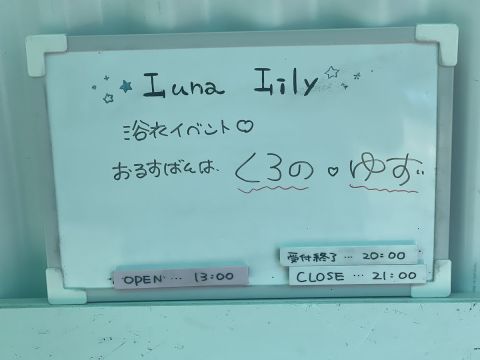 Luna Lily
浴衣イベント♡
おるすばんは、くろの♡ゆず
受付終了 … 20:00
OPEN … 13:00
CLOSE … 21:00